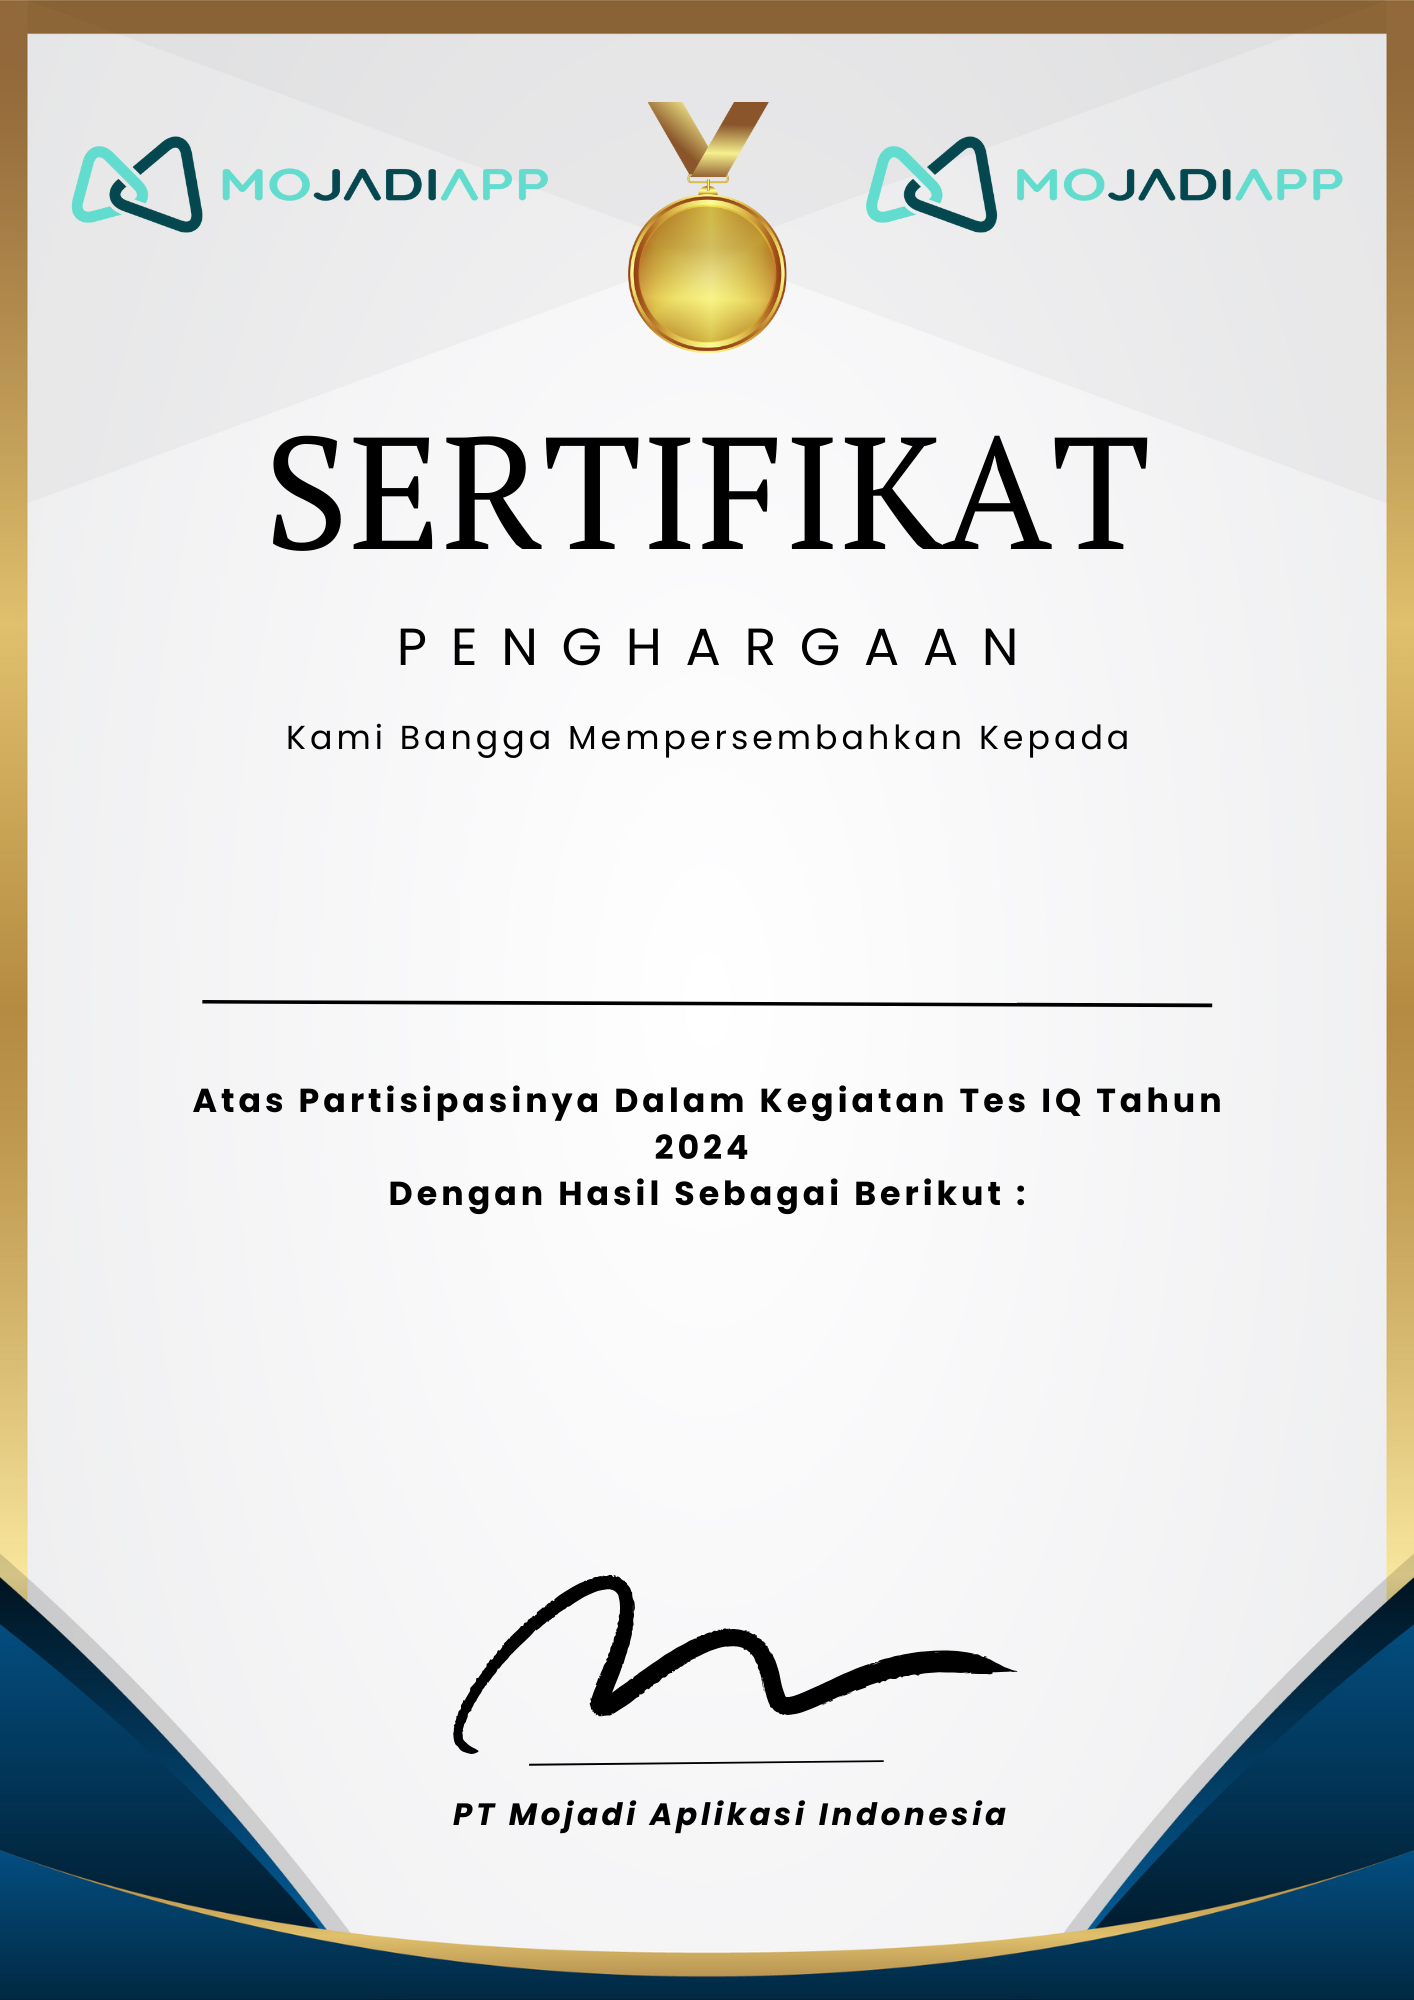 MOJADIAPP MOJADIAPP
SERTIFIKAT
PENGHARGAAN
Kami Bangga Mempersembahkan Kepada
Atas Partisipasinya Dalam Kegiatan Tes IQ Tahun
2024
Dengan Hasil Sebagai Berikut :
PT Mojadi Aplikasi Indonesia